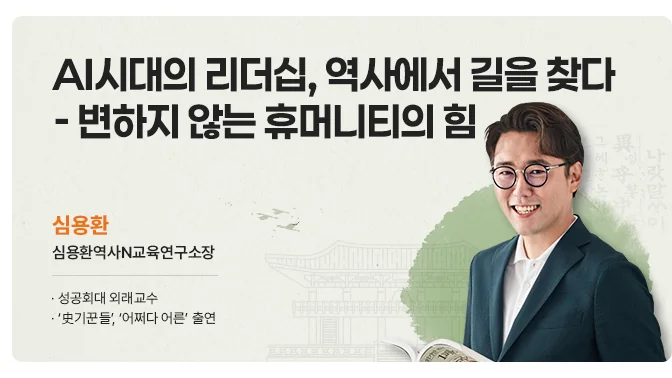 AI시대의 리더십, 역사에서 길을 찾다
- 변하지 않는 휴머니티의 힘
심용환
심용환역사N교육연구소장
· 성공회대 외래교수
· ‘史기꾼들’, ‘어쩌다 어른’ 출연